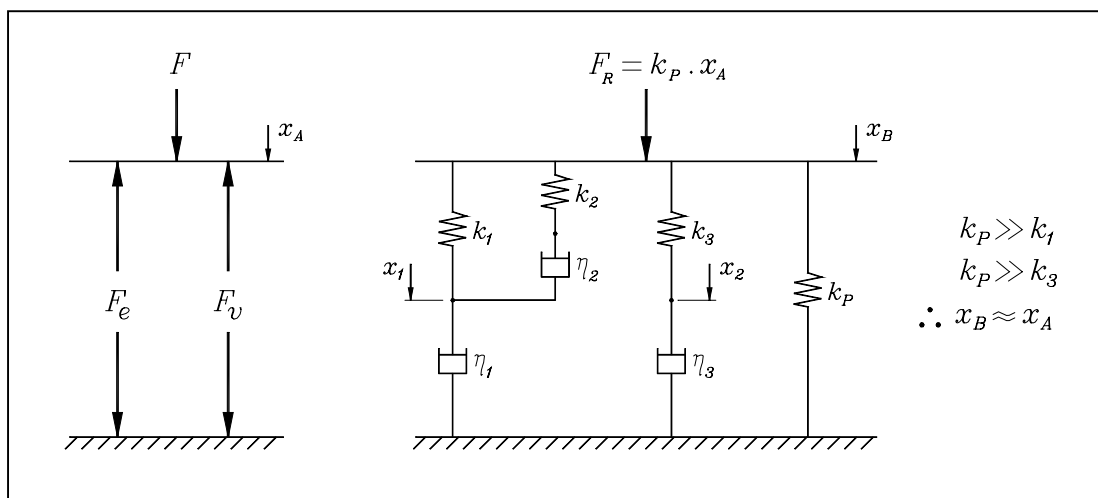 F
x_A
F_e
F_v
F_R = k_P . x_A
x_B
k_1
k_2
η_2
x_1
η_1
k_3
x_2
η_3
k_P
k_P ≫ k_1
k_P ≫ k_3
∴ x_B ≈ x_A